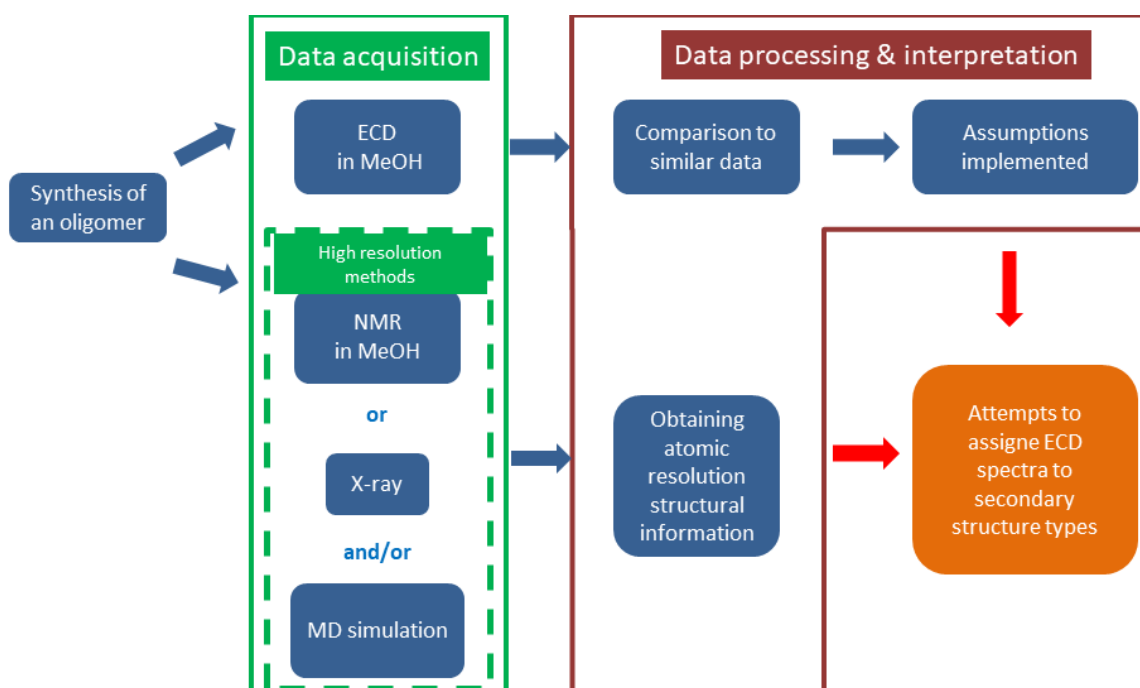 Data acquisition
Data processing & interpretation
ECD
in MeOH
Comparison to
similar data
Assumptions
implemented
Synthesis of
an oligomer
High resolution
methods
NMR
in MeOH
or
X-ray
and/or
MD simulation
Obtaining
atomic
resolution
structural
information
Attempts to
assigne ECD
spectra to
secondary
structure types